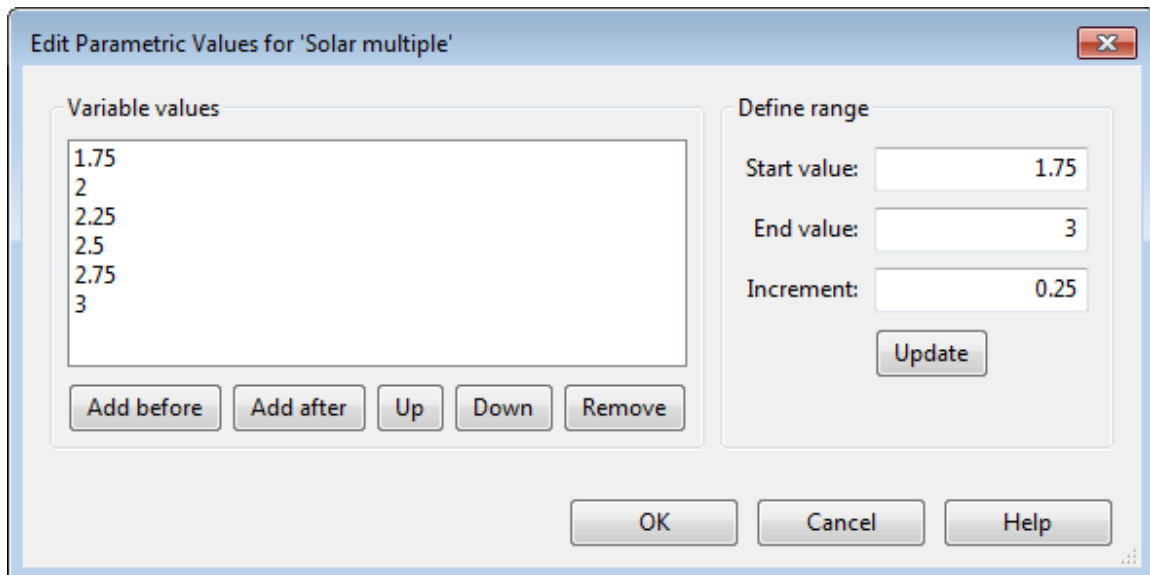 Edit Parametric Values for 'Solar multiple'
Variable values
1.75
2
2.25
2.5
2.75
3
Add before
Add after
Up
Down
Remove
Define range
Start value: 1.75
End value: 3
Increment: 0.25
Update
OK
Cancel
Help